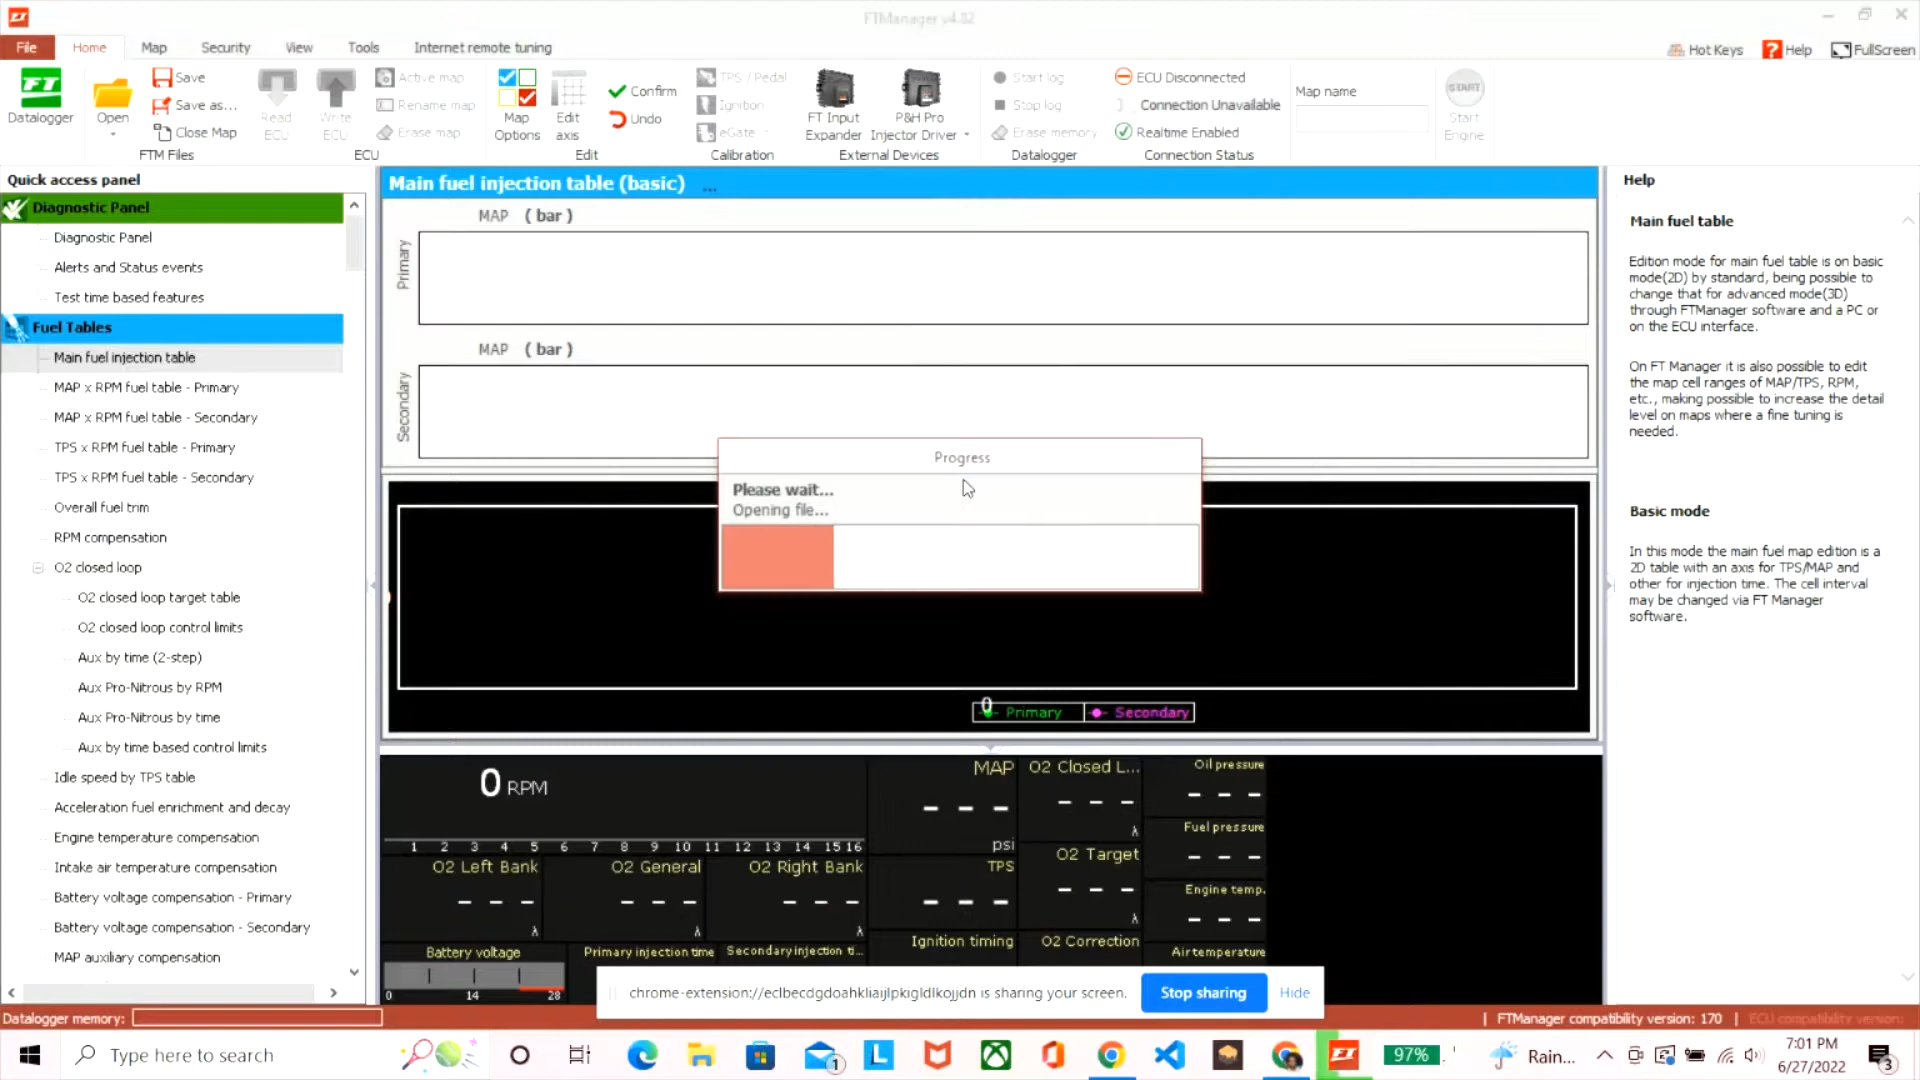 FTManager v4.82
File Home Map Security View Tools Internet remote tuning
Hot Keys Help FullScreen
FT
Datalogger
Open
Save
Save as...
Close Map
FTM Files
Read ECU
Write ECU
Active map
Rename map
Erase map
ECU
Map Options
Edit axis
Confirm
Undo
Edit
TPS / Pedal
Ignition
eGate
Calibration
FT Input Expander
P&H Pro Injector Driver
External Devices
Start log
Stop log
Erase memory
Datalogger
ECU Disconnected
Connection Unavailable
Realtime Enabled
Connection Status
Map name
START
Start Engine
Quick access panel
Diagnostic Panel
Diagnostic Panel
Alerts and Status events
Test time based features
Fuel Tables
Main fuel injection table
MAP x RPM fuel table - Primary
MAP x RPM fuel table - Secondary
TPS x RPM fuel table - Primary
TPS x RPM fuel table - Secondary
Overall fuel trim
RPM compensation
O2 closed loop
O2 closed loop target table
O2 closed loop control limits
Aux by time (2-step)
Aux Pro-Nitrous by RPM
Aux Pro-Nitrous by time
Aux by time based control limits
Idle speed by TPS table
Acceleration fuel enrichment and decay
Engine temperature compensation
Intake air temperature compensation
Battery voltage compensation - Primary
Battery voltage compensation - Secondary
MAP auxiliary compensation
Main fuel injection table (basic) ...
MAP ( bar )
Primary
MAP ( bar )
Secondary
Progress
Please wait...
Opening file...
0
Primary Secondary
0 RPM
1 2 3 4 5 6 7 8 9 10 11 12 13 14 15 16
O2 Left Bank
- - -
λ
O2 General
- - -
λ
O2 Right Bank
- - -
λ
Battery voltage
0 14 28
Primary injection time
Secondary injection ti...
MAP
- - -
psi
TPS
- - -
Ignition timing
O2 Closed L...
- - -
λ
O2 Target
- - -
λ
O2 Correction
Oil pressure
- - -
Fuel pressure
- - -
Engine temp.
- - -
Air temperature
Help
Main fuel table
Edition mode for main fuel table is on basic
mode(2D) by standard, being possible to
change that for advanced mode(3D)
through FTManager software and a PC or
on the ECU interface.
On FT Manager it is also possible to edit
the map cell ranges of MAP/TPS, RPM,
etc., making possible to increase the detail
level on maps where a fine tuning is
needed.
Basic mode
In this mode the main fuel map edition is a
2D table with an axis for TPS/MAP and
other for injection time. The cell interval
may be changed via FT Manager
software.
chrome-extension://eclbecdgdoahkliaijlpkigldlkojjdn is sharing your screen. Stop sharing Hide
Datalogger memory:
| FTManager compatibility version: 170 | ECU compatibility version:
Type here to search
1
L
97%
Rain...
7:01 PM
6/27/2022
3